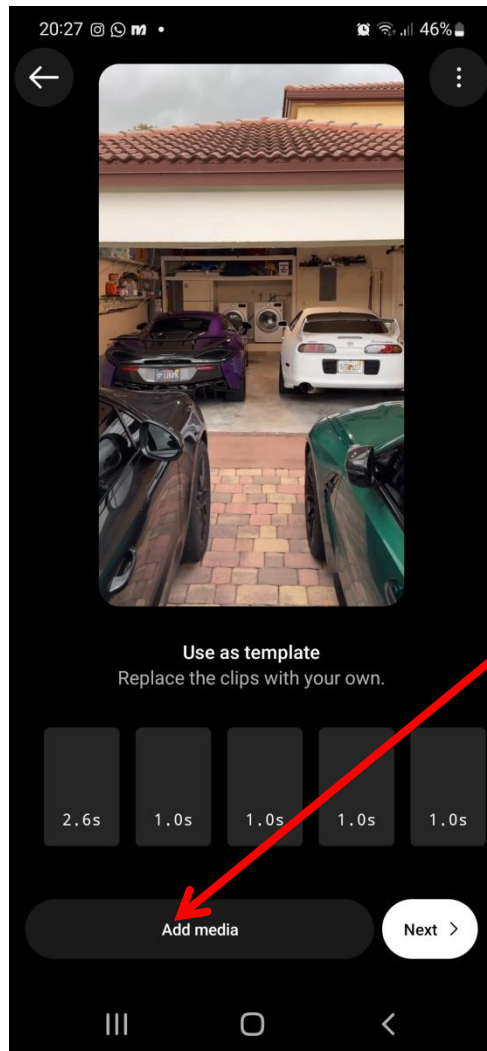 20:27
46%
Use as template
Replace the clips with your own.
2.6s 1.0s 1.0s 1.0s 1.0s
Add media
Next >